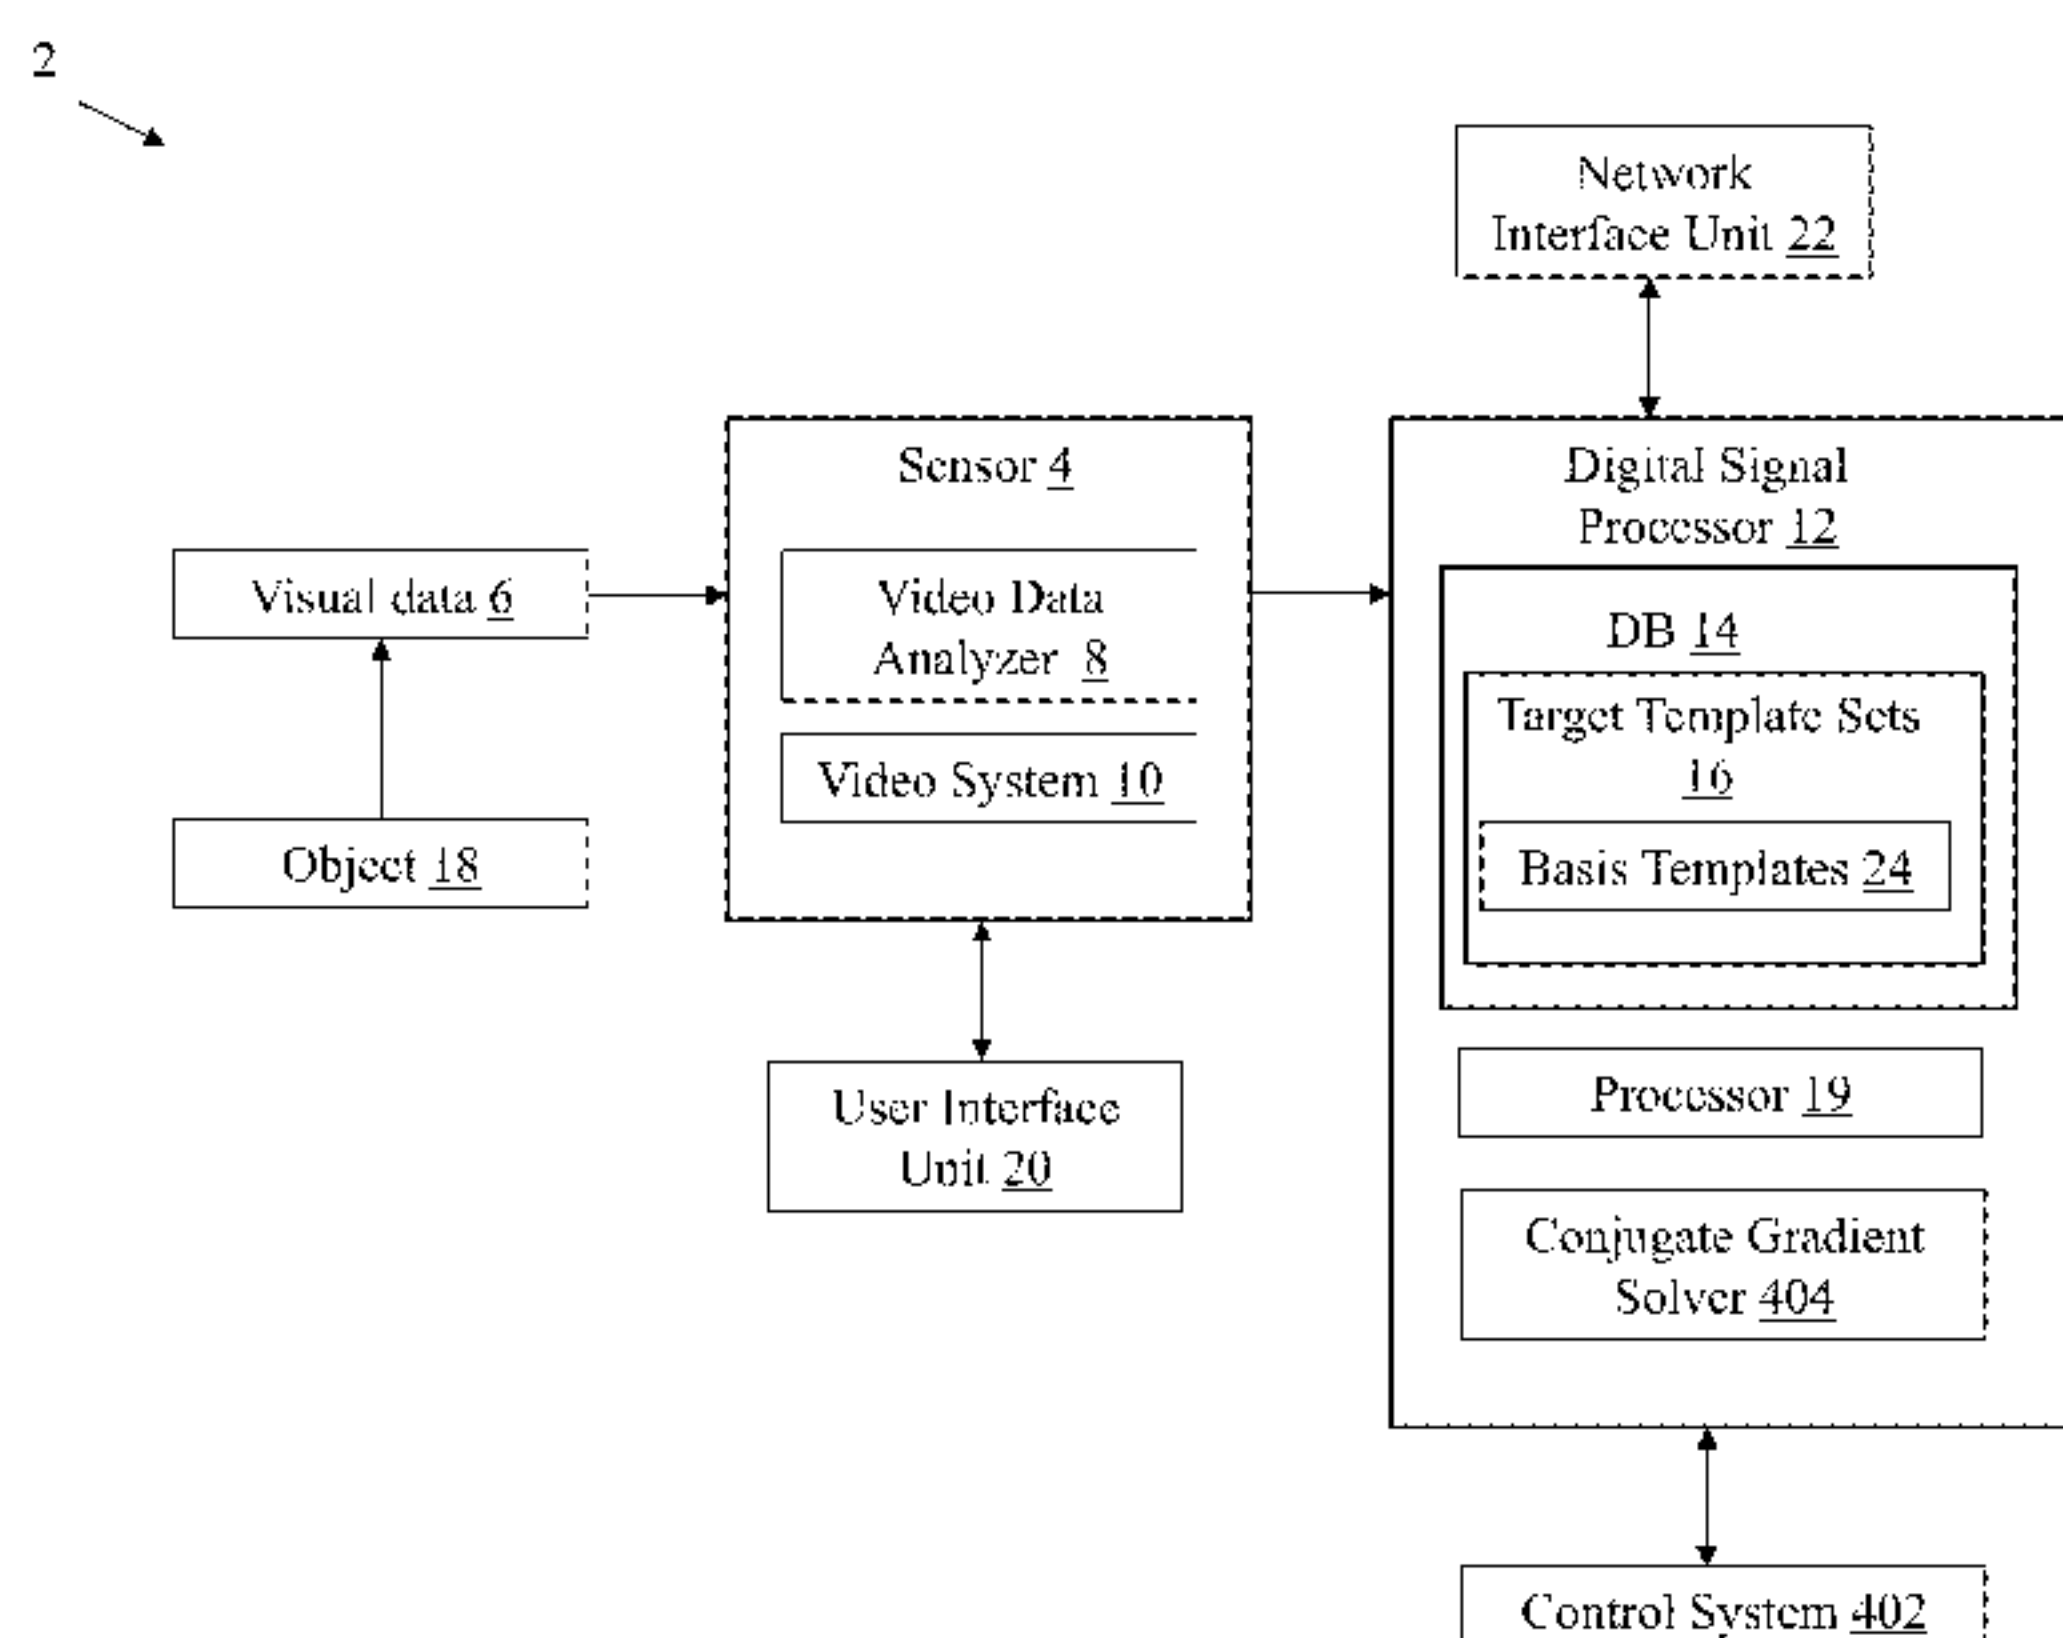 2
Network
Interface Unit 22
Sensor 4
Digital Signal
Processor 12
Visual data 6
Video Data
Analyzer 8
DB 14
Target Template Sets
16
Video System 10
Object 18
Basis Templates 24
User Interface
Unit 20
Processor 19
Conjugate Gradient
Solver 404
Control System 402